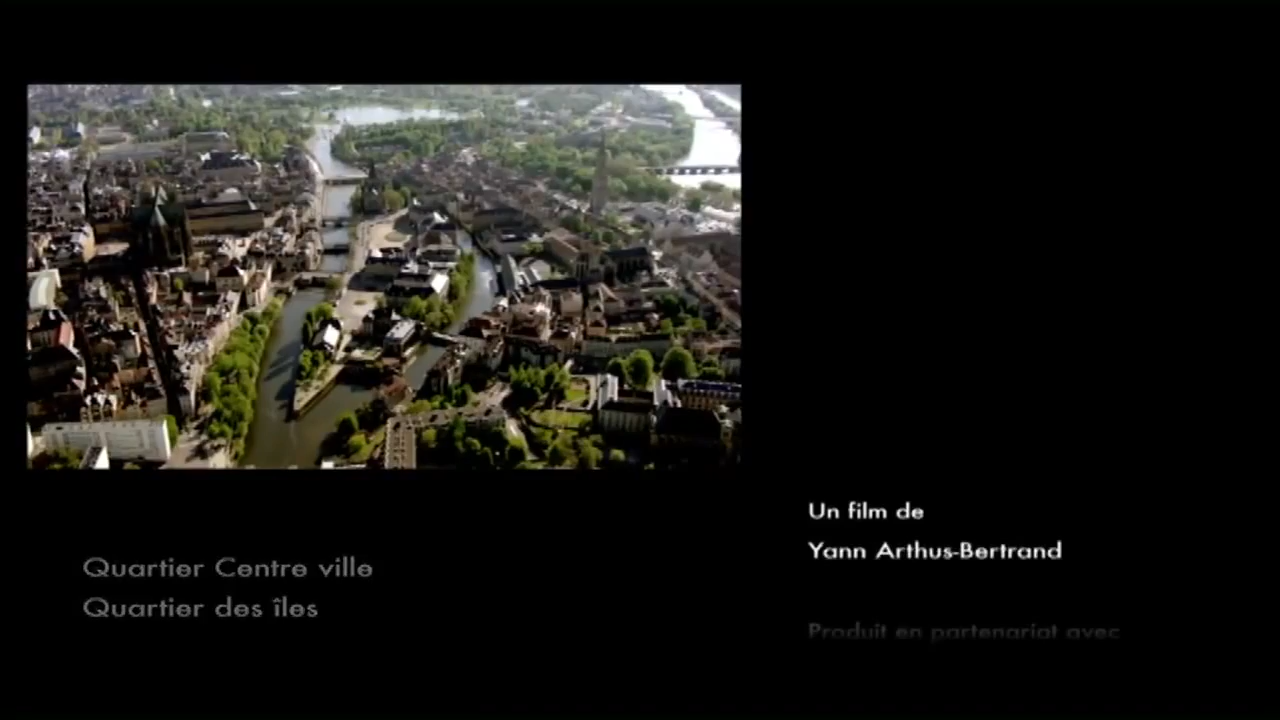 Quartier Centre ville
Quartier des îles
Un film de
Yann Arthus-Bertrand
Produit en partenariat avec